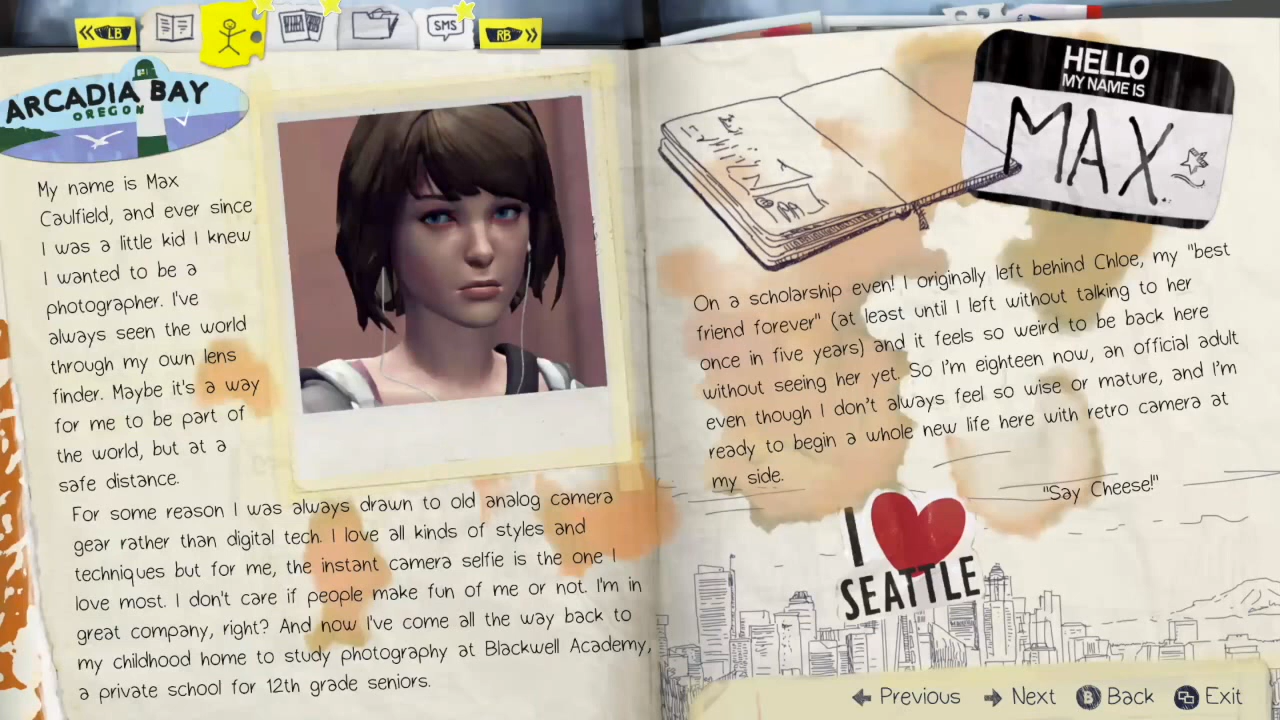 LB
SMS
RB
ARCADIA BAY
OREGON
My name is Max
Caulfield, and ever since
I was a little kid I knew
I wanted to be a
photographer. I've
always seen the world
through my own lens
finder. Maybe it's a way
for me to be part of
the world, but at a
safe distance.
For some reason I was always drawn to old analog camera
gear rather than digital tech. I love all kinds of styles and
techniques but for me, the instant camera selfie is the one I
love most. I don't care if people make fun of me or not. I'm in
great company, right? And now I've come all the way back to
my childhood home to study photography at Blackwell Academy,
a private school for 12th grade seniors.
HELLO
MY NAME IS
MAX
On a scholarship even! I originally left behind Chloe, my "best
friend forever" (at least until I left without talking to her
once in five years) and it feels so weird to be back here
without seeing her yet. So I'm eighteen now, an official adult
even though I don't always feel so wise or mature, and I'm
ready to begin a whole new life here with retro camera at
my side.
"Say Cheese!"
I
SEATTLE
Previous Next B Back Exit